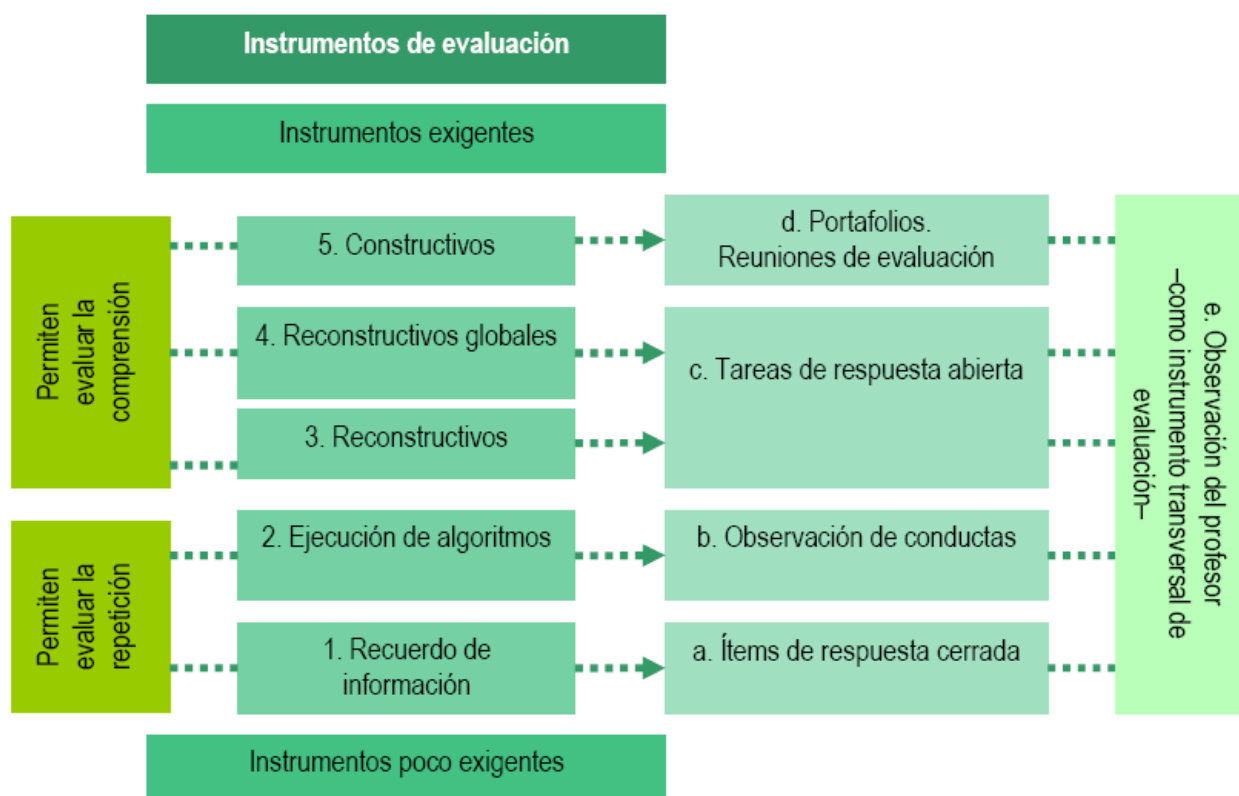 Instrumentos de evaluación
Instrumentos exigentes
Permiten
evaluar la
comprensión
5. Constructivos
d. Portafolios.
Reuniones de evaluación
4. Reconstructivos globales
c. Tareas de respuesta abierta
3. Reconstructivos
Permiten
evaluar la
repetición
2. Ejecución de algoritmos
b. Observación de conductas
1. Recuerdo de
información
a. Ítems de respuesta cerrada
e. Observación del profesor
–como instrumento transversal de
evaluación–
Instrumentos poco exigentes